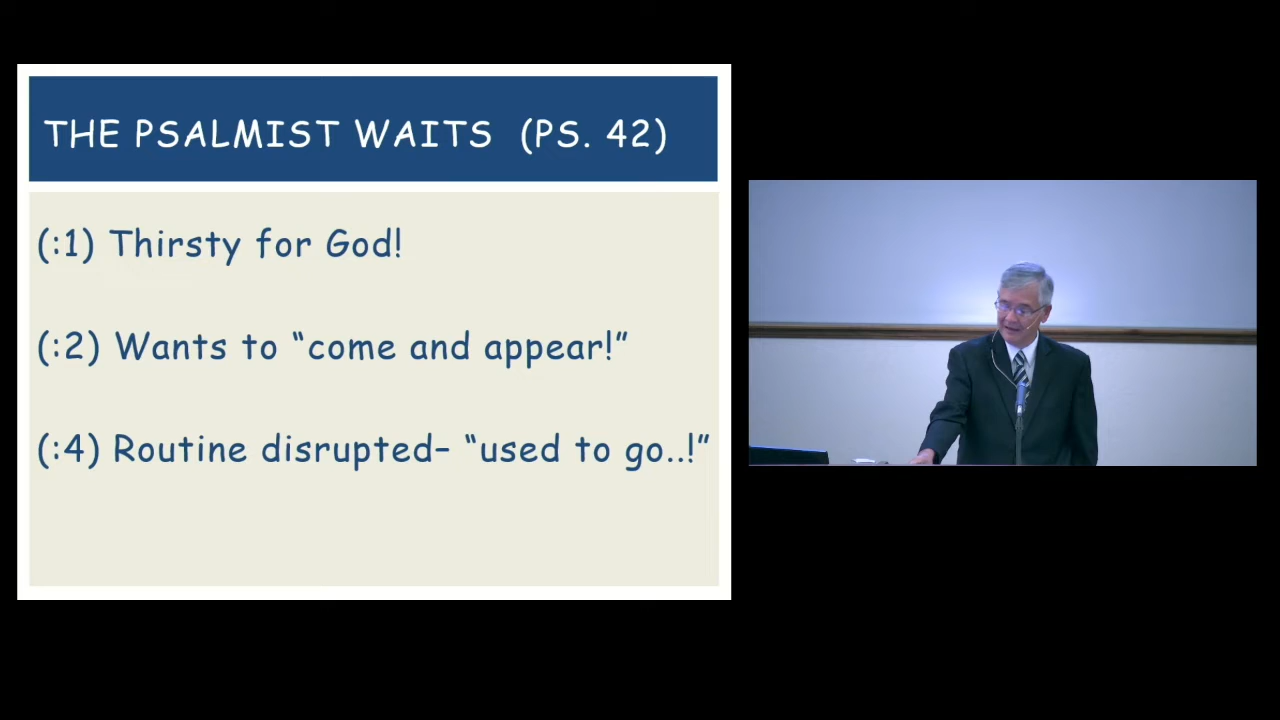 THE PSALMIST WAITS (PS. 42)
(:1) Thirsty for God!
(:2) Wants to “come and appear!”
(:4) Routine disrupted– “used to go..!”